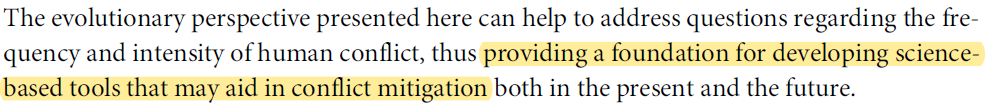 The evolutionary perspective presented here can help to address questions regarding the fre-
quency and intensity of human conflict, thus providing a foundation for developing science-
based tools that may aid in conflict mitigation both in the present and the future.